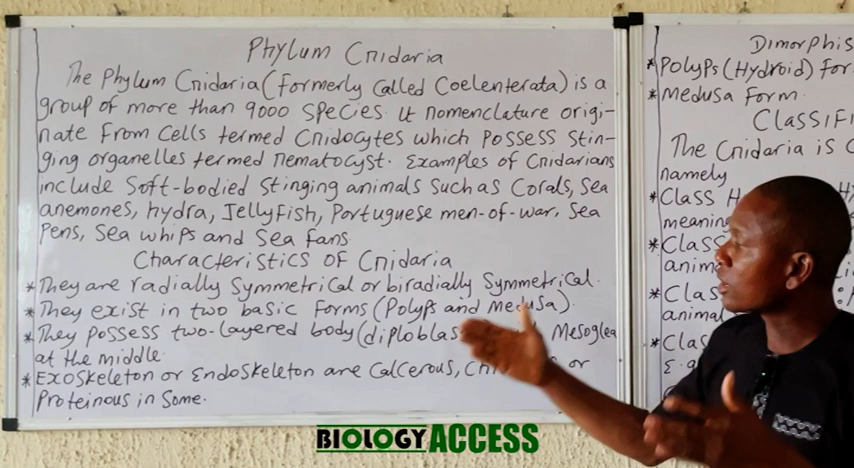 Phylum Cnidaria
The Phylum Cnidaria (formerly called Coelenterata) is a
group of more than 9000 species. It nomenclature origi-
nate from cells termed Cnidocytes which possess stin-
ging organelles termed nematocyst. Examples of Cnidarians
include Soft-bodied stinging animals such as Corals, Sea
anemones, hydra, Jellyfish, Portuguese men-of-war, Sea
Pens, Sea whips and Sea fans
Characteristics of Cnidaria
* They are radially symmetrical or biradially Symmetrical.
* They exist in two basic forms (Polyps and Medusa).
* They possess two-layered body (diploblas Mesoglea
at the middle.
* Exoskeleton or Endoskeleton are Calcerous, or
Proteinous in Some.
Dimorphis
* Polyps (Hydroid) for
* Medusa form.
Classifi
The Cnidaria is
namely
* Class H
meanin
* Class
anim
* Clas
animal
* Clas
BIOLOGY ACCESS